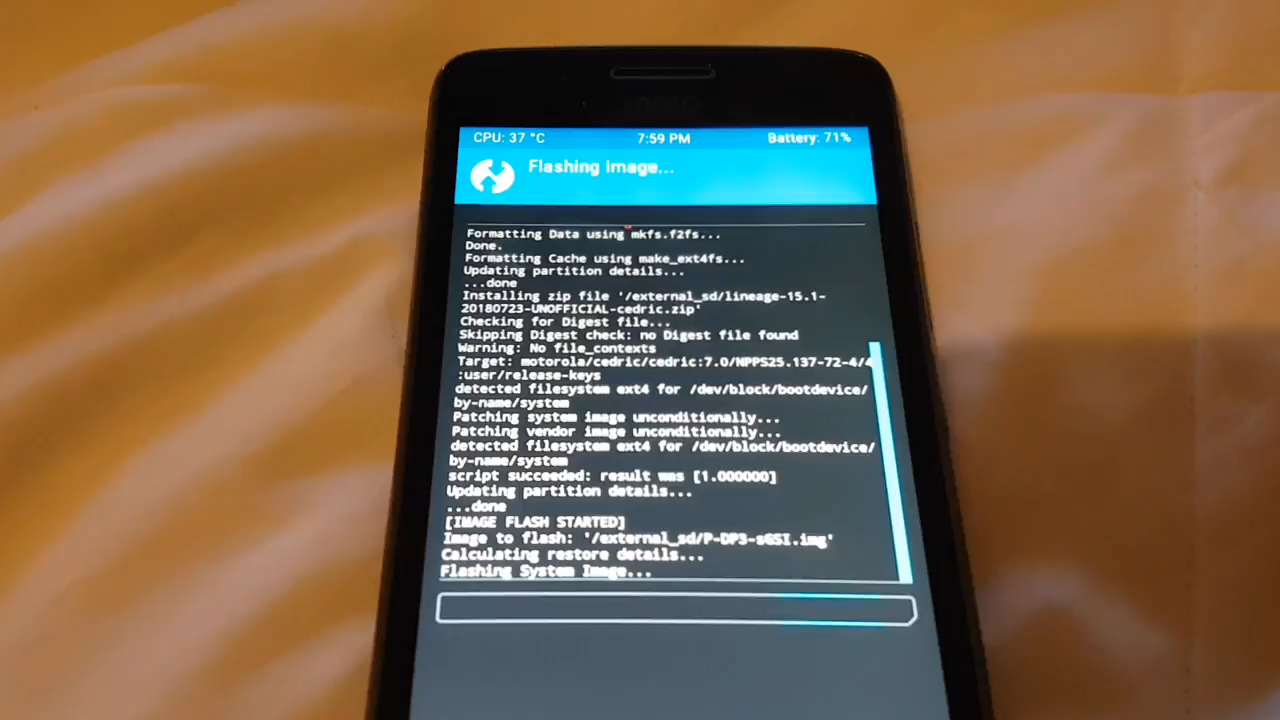 CPU: 37 °C 7:59 PM Battery: 71%
Flashing Image...
Formatting Data using mkfs.f2fs...
Done.
Formatting Cache using make_ext4fs...
Updating partition details...
...done
Installing zip file '/external_sd/lineage-15.1-
20180723-UNOFFICIAL-cedric.zip'
Checking for Digest file...
Skipping Digest check: no Digest file found
Warning: No file_contexts
Target: motorola/cedric/cedric:7.0/NPPS25.137-72-4/4
:user/release-keys
detected filesystem ext4 for /dev/block/bootdevice/
by-name/system
Patching system image unconditionally...
Patching vendor image unconditionally...
detected filesystem ext4 for /dev/block/bootdevice/
by-name/system
script succeeded: result was [1.000000]
Updating partition details...
...done
[IMAGE FLASH STARTED]
Image to flash: '/external_sd/P-DP3-sGSI.img'
Calculating restore details...
Flashing System Image...